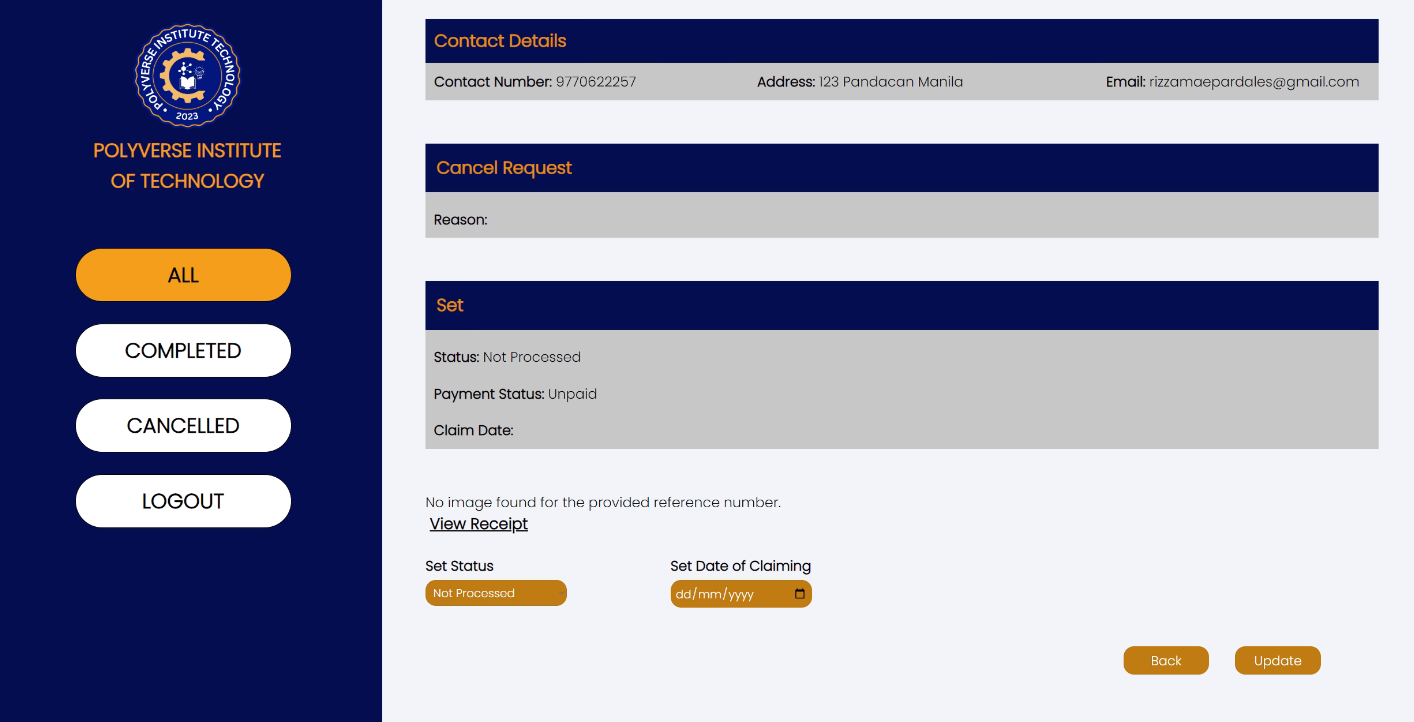 POLYVERSE INSTITUTE TECHNOLOGY
2023
POLYVERSE INSTITUTE
OF TECHNOLOGY
ALL
COMPLETED
CANCELLED
LOGOUT
Contact Details
Contact Number: 9770622257 Address: 123 Pandacan Manila Email: rizzamaepardales@gmail.com
Cancel Request
Reason:
Set
Status: Not Processed
Payment Status: Unpaid
Claim Date:
No image found for the provided reference number.
View Receipt
Set Status Set Date of Claiming
Not Processed dd/mm/yyyy
Back Update